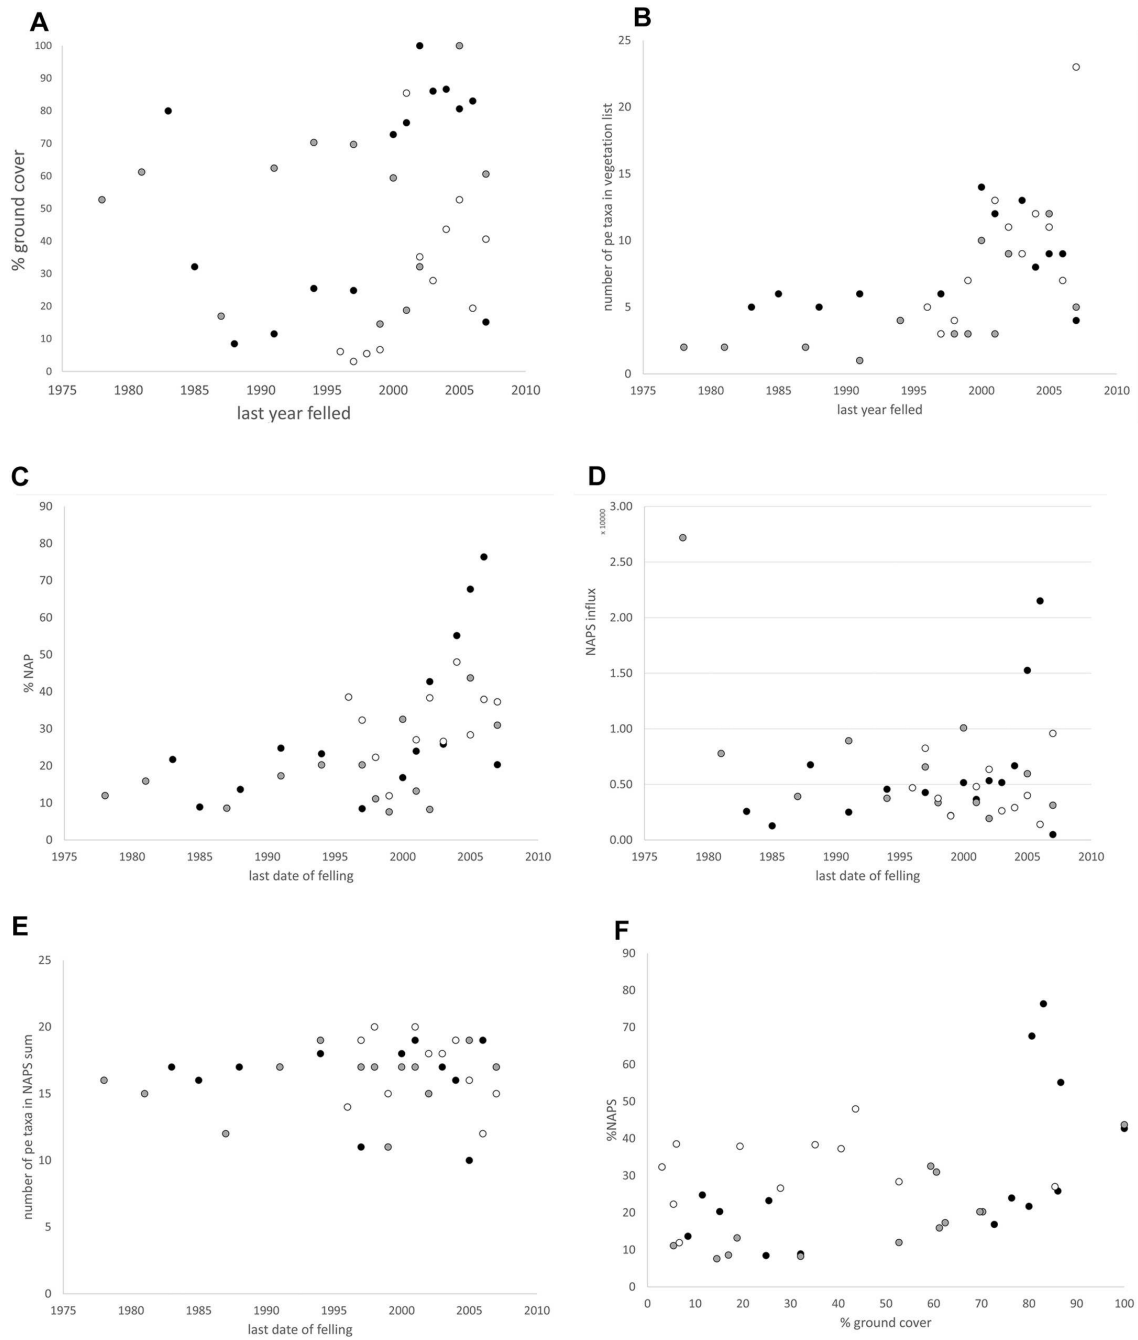 A
100
90
80
70
60
50
40
30
20
10
0
% ground cover
1975 1980 1985 1990 1995 2000 2005 2010
last year felled
B
25
20
15
10
5
0
number of pe taxa in vegetation list
1975 1980 1985 1990 1995 2000 2005 2010
last year felled
C
90
80
70
60
50
40
30
20
10
0
% NAP
1975 1980 1985 1990 1995 2000 2005 2010
last date of felling
D
3.00
2.50
2.00
1.50
1.00
0.50
0.00
x 10000
NAPS influx
1975 1980 1985 1990 1995 2000 2005 2010
last date of felling
E
25
20
15
10
5
0
number of pe taxa in NAPS sum
1975 1980 1985 1990 1995 2000 2005 2010
last date of felling
F
90
80
70
60
50
40
30
20
10
0
%NAPS
0 10 20 30 40 50 60 70 80 90 100
% ground cover